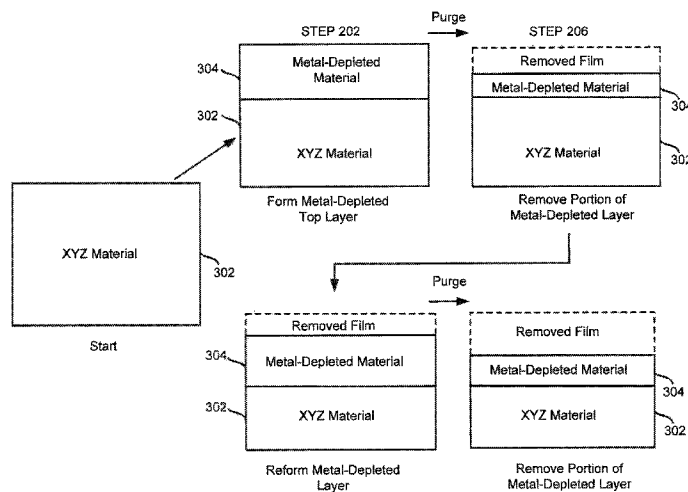 Purge
STEP 202
STEP 206
Metal-Depleted
Material
304
302
XYZ Material
Form Metal-Depleted
Top Layer
Removed Film
Metal-Depleted Material
304
XYZ Material
302
Remove Portion of
Metal-Depleted Layer
XYZ Material
302
Start
Purge
Removed Film
304
Metal-Depleted Material
302
XYZ Material
Reform Metal-Depleted
Layer
Removed Film
Metal-Depleted Material
304
XYZ Material
302
Remove Portion of
Metal-Depleted Layer